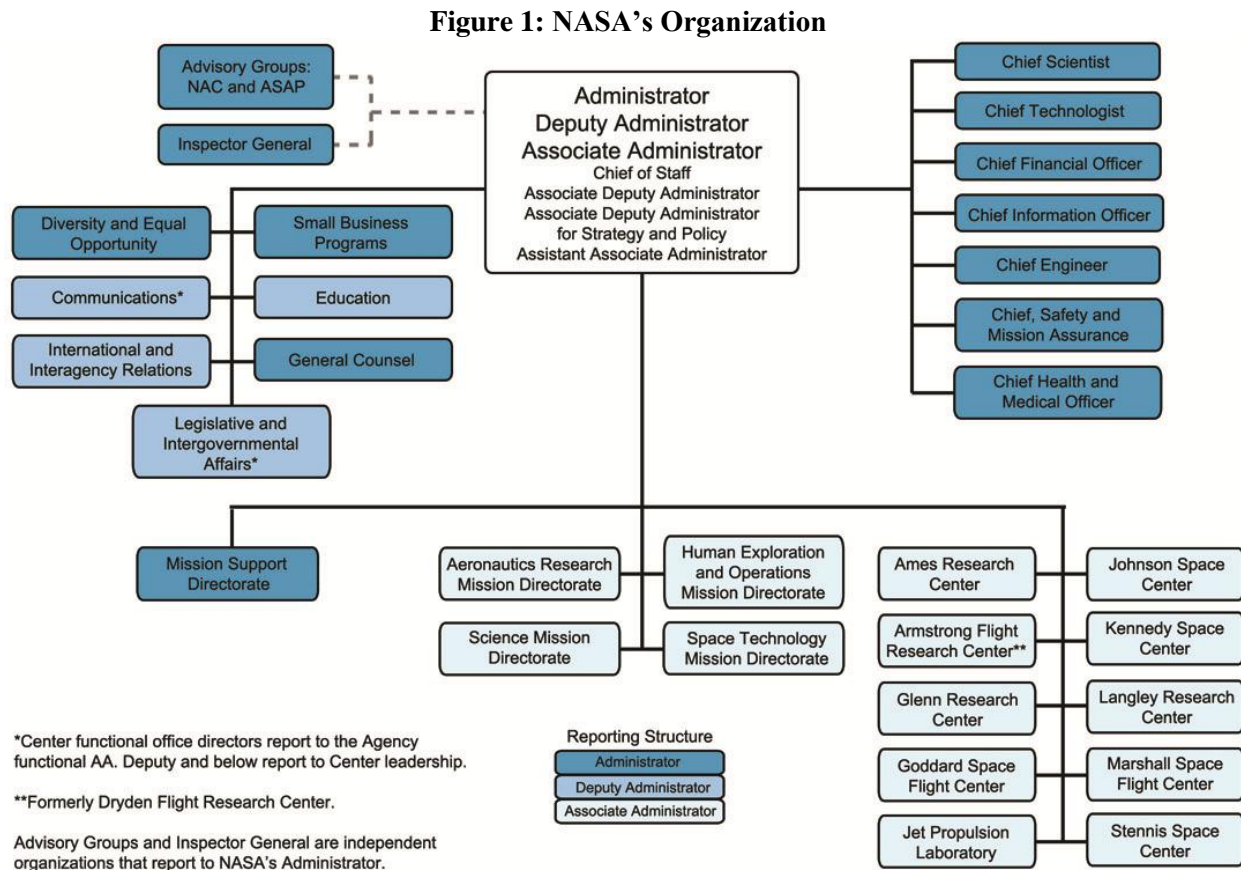 Figure 1: NASA’s Organization
Advisory Groups:
NAC and ASAP
Inspector General
Administrator
Deputy Administrator
Associate Administrator
Chief of Staff
Associate Deputy Administrator
Associate Deputy Administrator
for Strategy and Policy
Assistant Associate Administrator
Chief Scientist
Chief Technologist
Chief Financial Officer
Chief Information Officer
Chief Engineer
Chief, Safety and
Mission Assurance
Chief Health and
Medical Officer
Diversity and Equal
Opportunity
Small Business
Programs
Communications*
Education
International and
Interagency Relations
General Counsel
Legislative and
Intergovernmental
Affairs*
Mission Support
Directorate
Aeronautics Research
Mission Directorate
Human Exploration
and Operations
Mission Directorate
Science Mission
Directorate
Space Technology
Mission Directorate
Ames Research
Center
Johnson Space
Center
Armstrong Flight
Research Center**
Kennedy Space
Center
Glenn Research
Center
Langley Research
Center
Goddard Space
Flight Center
Marshall Space
Flight Center
Jet Propulsion
Laboratory
Stennis Space
Center
*Center functional office directors report to the Agency
functional AA. Deputy and below report to Center leadership.
**Formerly Dryden Flight Research Center.
Advisory Groups and Inspector General are independent
organizations that report to NASA's Administrator.
Reporting Structure
Administrator
Deputy Administrator
Associate Administrator